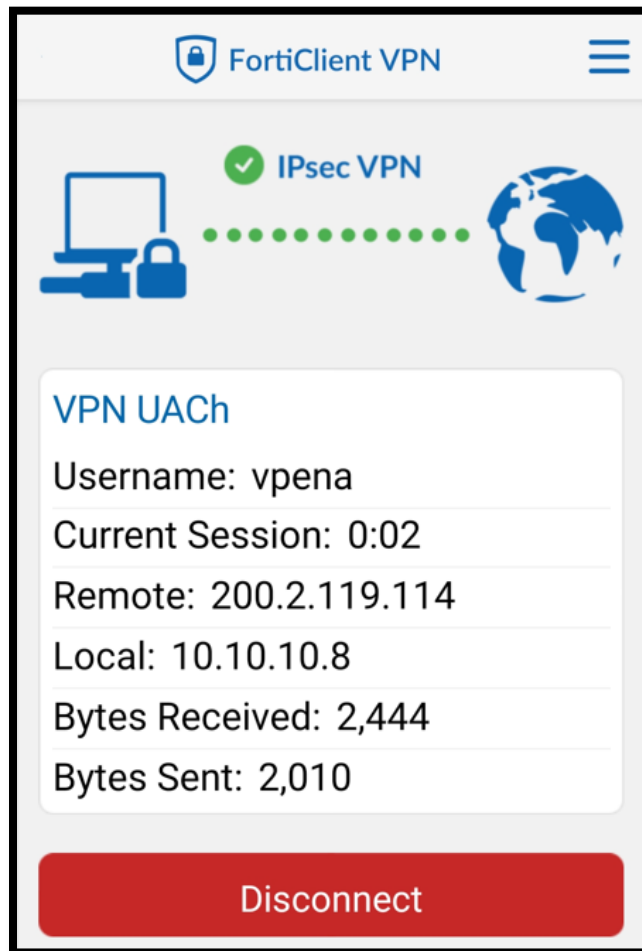 FortiClient VPN
IPsec VPN
VPN UACh
Username: vpena
Current Session: 0:02
Remote: 200.2.119.114
Local: 10.10.10.8
Bytes Received: 2,444
Bytes Sent: 2,010
Disconnect